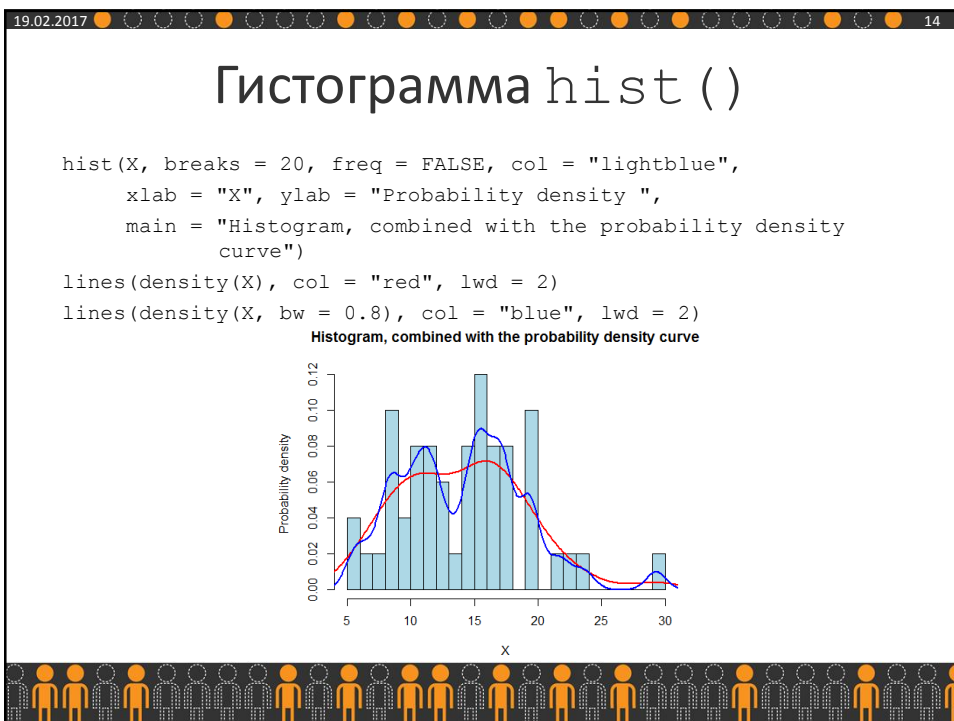 19.02.2017
14
Гистограмма hist()
hist(X, breaks = 20, freq = FALSE, col = "lightblue",
xlab = "X", ylab = "Probability density ",
main = "Histogram, combined with the probability density
curve")
lines(density(X), col = "red", lwd = 2)
lines(density(X, bw = 0.8), col = "blue", lwd = 2)
Histogram, combined with the probability density curve
Probability density
0.12
0.10
0.08
0.06
0.04
0.02
0.00
5 10 15 20 25 30
X